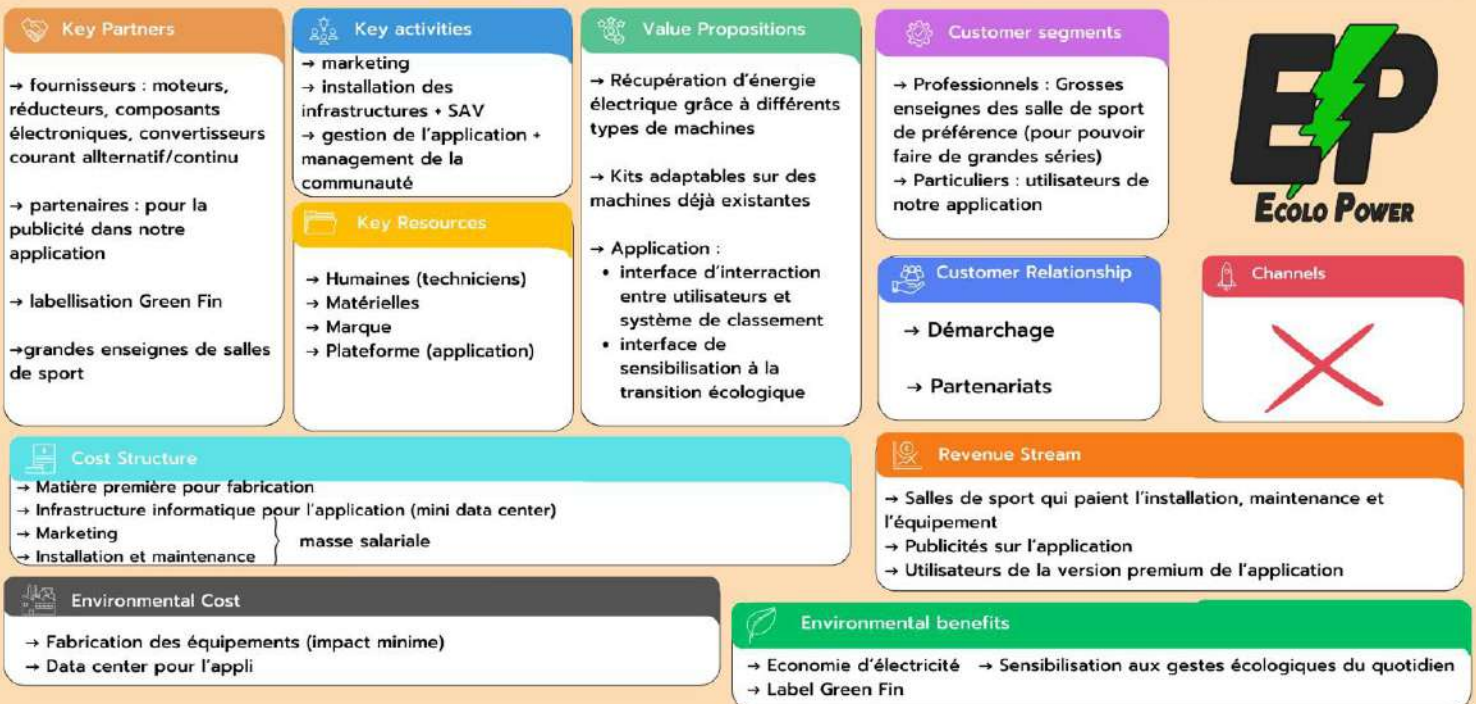 Key Partners
→ fournisseurs : moteurs,
réducteurs, composants
électroniques, convertisseurs
courant allternatif/continu
→ partenaires : pour la
publicité dans notre
application
→ labellisation Green Fin
→grandes enseignes de salles
de sport
Key activities
→ marketing
→ installation des
infrastructures + SAV
→ gestion de l'application +
management de la
communauté
Key Resources
→ Humaines (techniciens)
→ Matérielles
→ Marque
→ Plateforme (application)
Value Propositions
→ Récupération d'énergie
électrique grâce à différents
types de machines
→ Kits adaptables sur des
machines déjà existantes
→ Application :
• interface d'interraction
entre utilisateurs et
système de classement
• interface de
sensibilisation à la
transition écologique
Customer segments
→ Professionnels : Grosses
enseignes des salle de sport
de préférence (pour pouvoir
faire de grandes séries)
→ Particuliers : utilisateurs de
notre application
EP
ECOLO POWER
Customer Relationship
→ Démarchage
→ Partenariats
Channels
Cost Structure
→ Matière première pour fabrication
→ Infrastructure informatique pour l'application (mini data center)
→ Marketing
→ Installation et maintenance
masse salariale
Revenue Stream
→ Salles de sport qui paient l'installation, maintenance et
l'équipement
→ Publicités sur l'application
→ Utilisateurs de la version premium de l'application
Environmental Cost
→ Fabrication des équipements (impact minime)
→ Data center pour l'appli
Environmental benefits
→ Economie d'électricité → Sensibilisation aux gestes écologiques du quotidien
→ Label Green Fin